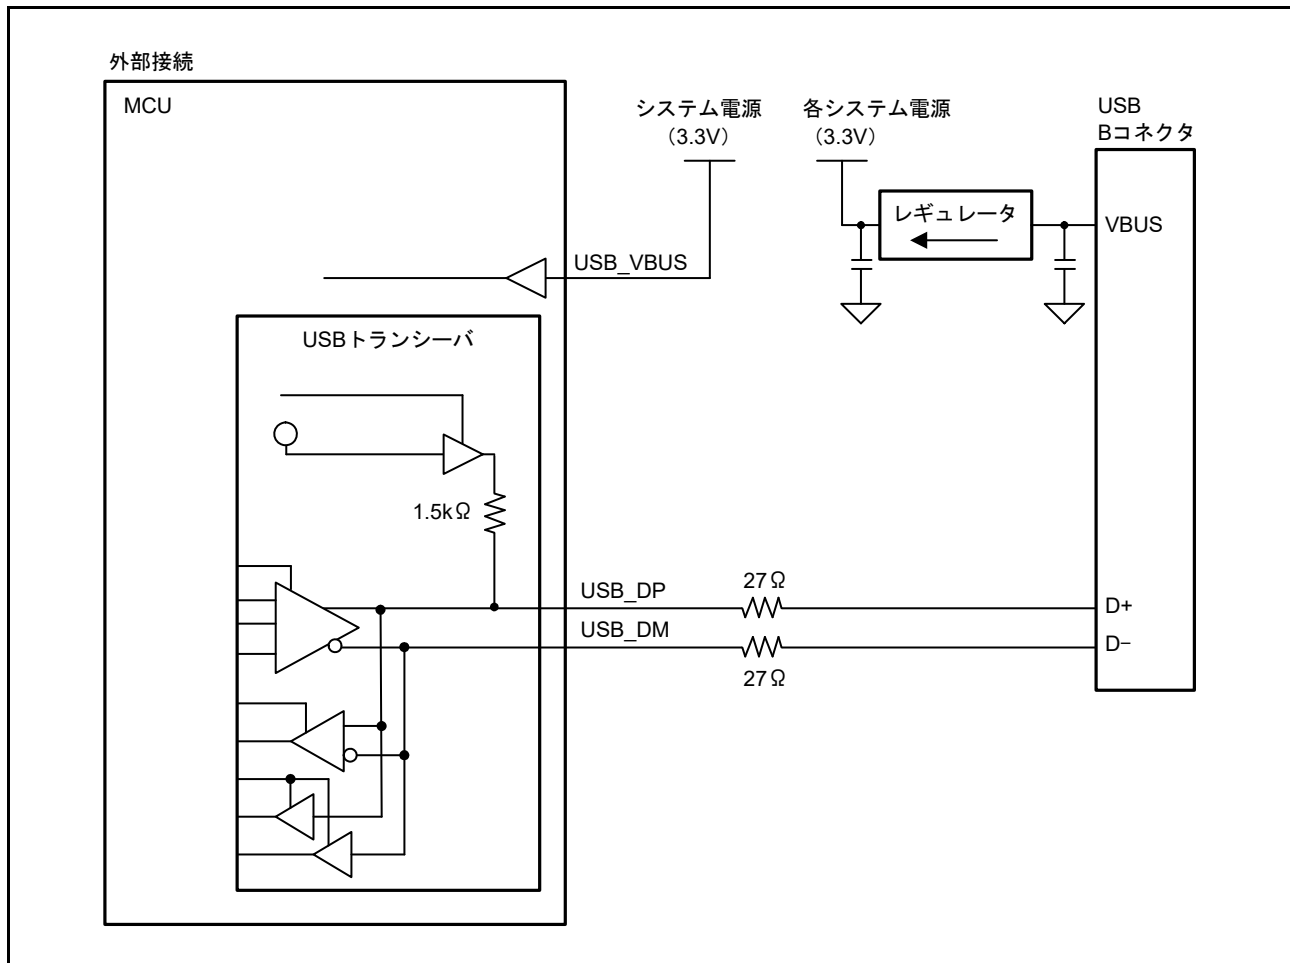 外部接続
MCU
システム電源
（3.3V）
各システム電源
（3.3V）
USB
Bコネクタ
レギュレータ
VBUS
USB_VBUS
USBトランシーバ
1.5kΩ
USB_DP
27Ω
D+
USB_DM
D−
27Ω